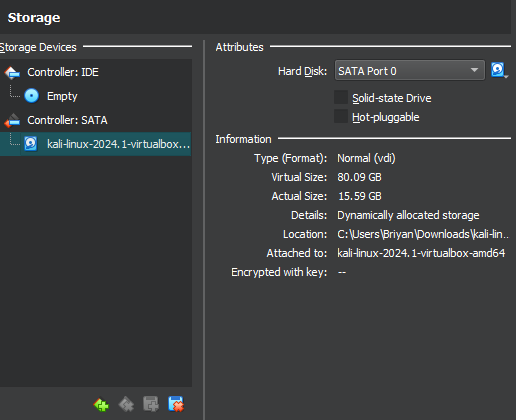 Storage
Storage Devices
Controller: IDE
Empty
Controller: SATA
kali-linux-2024.1-virtualbox...
Attributes
Hard Disk: SATA Port 0
Solid-state Drive
Hot-pluggable
Information
Type (Format): Normal (vdi)
Virtual Size: 80.09 GB
Actual Size: 15.59 GB
Details: Dynamically allocated storage
Location: C:\Users\Briyan\Downloads\kali-lin...
Attached to: kali-linux-2024.1-virtualbox-amd64
Encrypted with key: --